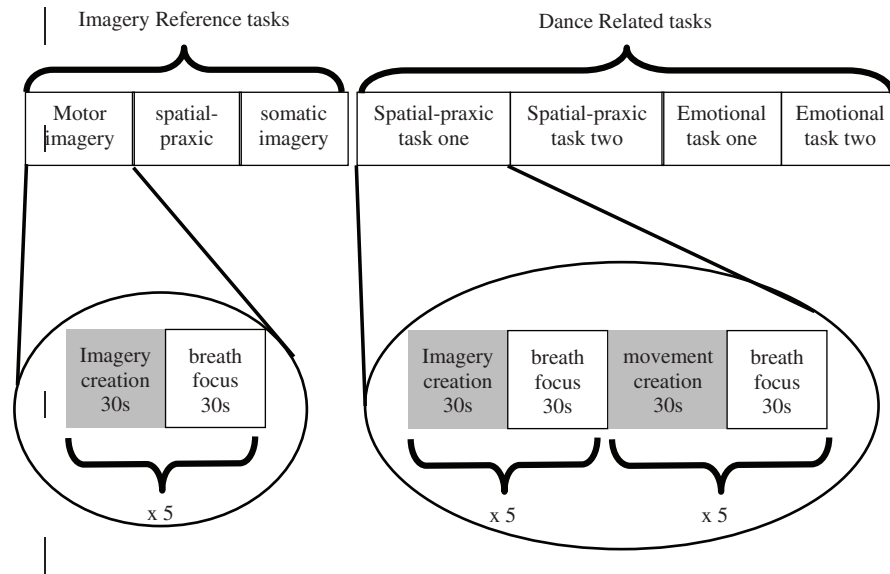 Imagery Reference tasks
Dance Related tasks
Motor
imagery
spatial-
praxic
somatic
imagery
Spatial-praxic
task one
Spatial-praxic
task two
Emotional
task one
Emotional
task two
Imagery
creation
30s
breath
focus
30s
x 5
Imagery
creation
30s
breath
focus
30s
movement
creation
30s
breath
focus
30s
x 5
x 5